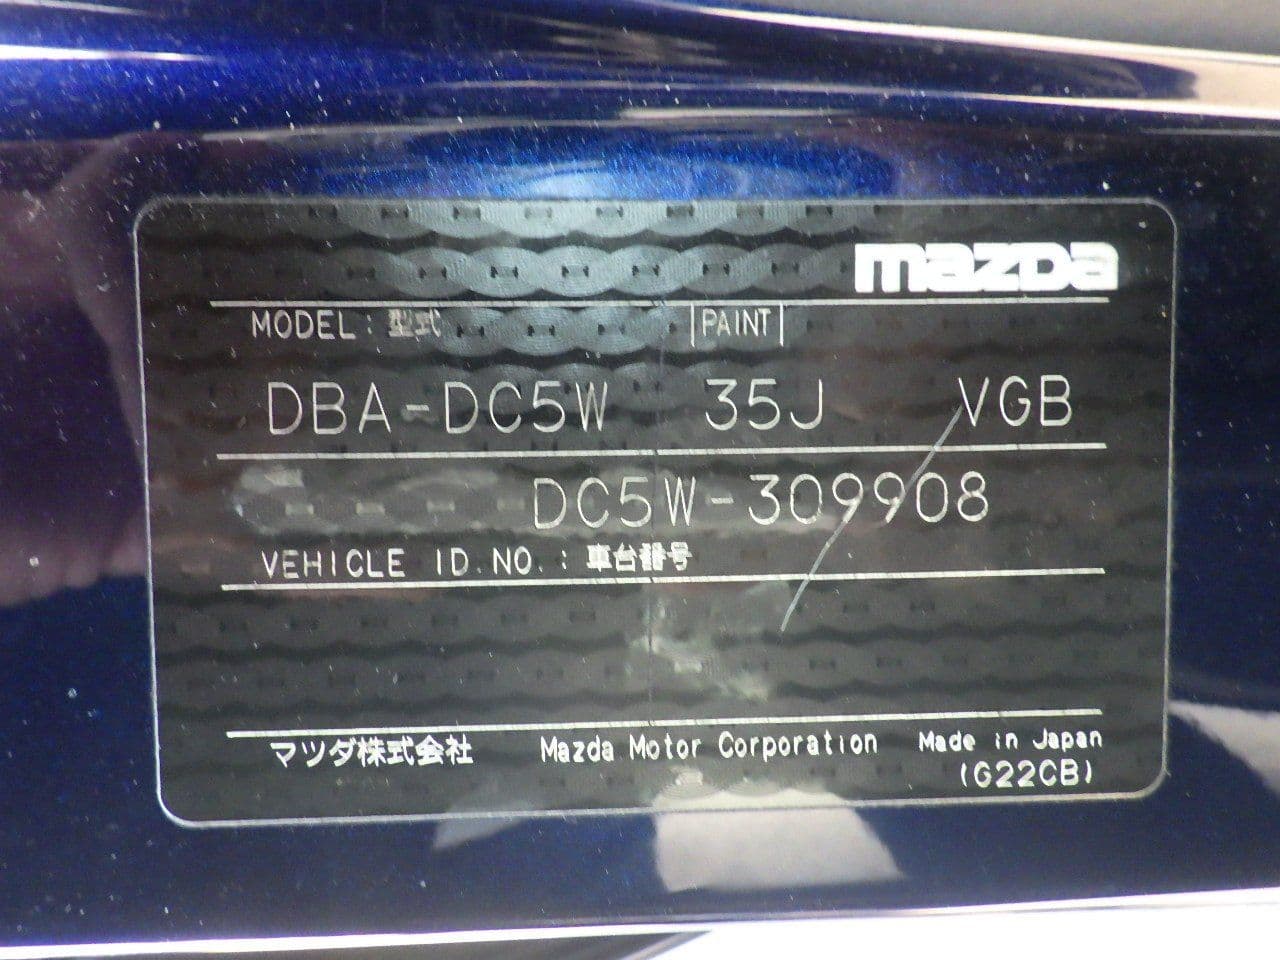 mazda
MODEL : 型式 PAINT
DBA-DC5W 35J VGB
DC5W-309908
VEHICLE ID.NO. : 車台番号
マツダ株式会社 Mazda Motor Corporation Made in Japan
(G22CB)